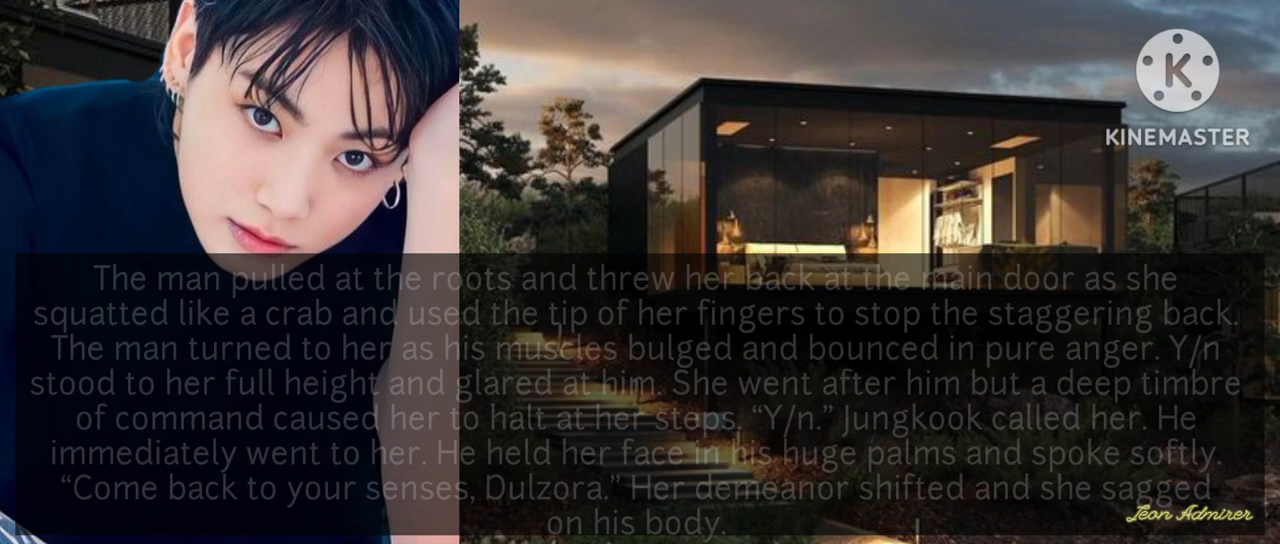 KINEMASTER
The man pulled at the roots and threw her back at the main door as she
squatted like a crab and used the tip of her fingers to stop the staggering back.
The man turned to her as his muscles bulged and bounced in pure anger. Y/n
stood to her full height and glared at him. She went after him but a deep timbre
of command caused her to halt at her steps. “Y/n.” Jungkook called her. He
immediately went to her. He held her face in his huge palms and spoke softly.
“Come back to your senses, Dulzora.” Her demeanor shifted and she sagged
on his body.
Leon Admirer